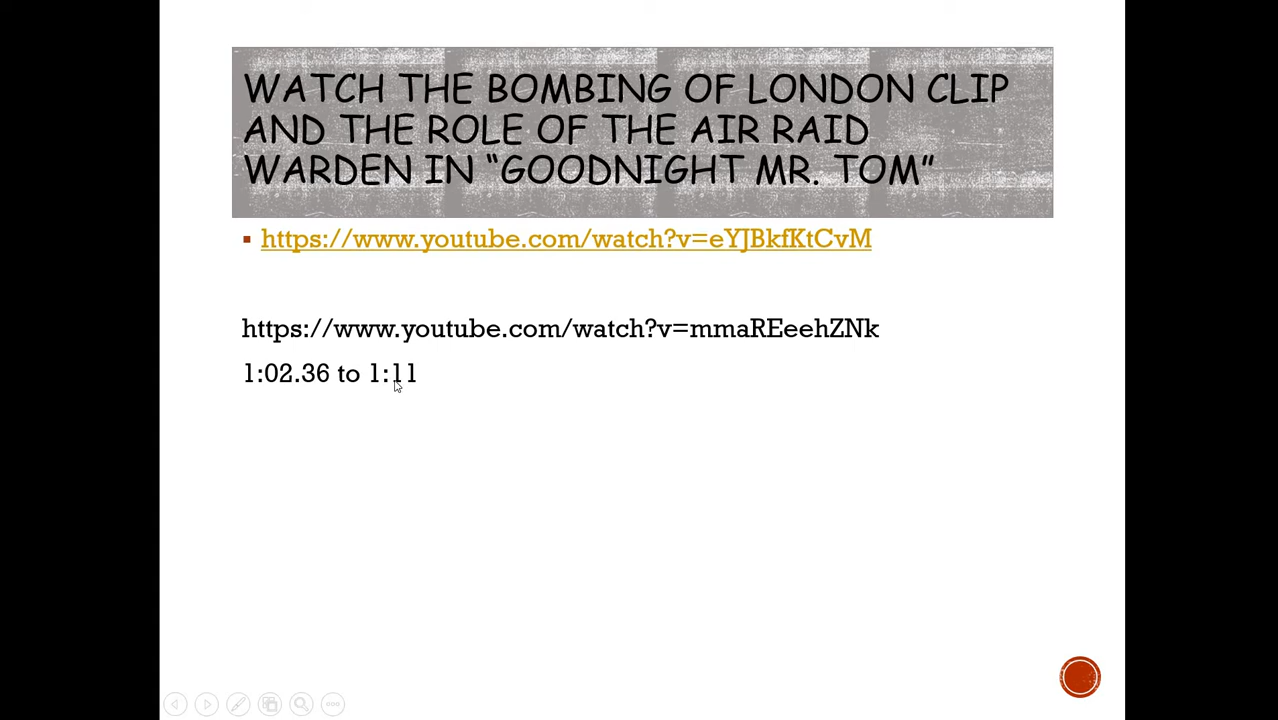 WATCH THE BOMBING OF LONDON CLIP
AND THE ROLE OF THE AIR RAID
WARDEN IN “GOODNIGHT MR. TOM”
▪ https://www.youtube.com/watch?v=eYJBkfKtCvM
https://www.youtube.com/watch?v=mmaREeehZNk
1:02.36 to 1:11